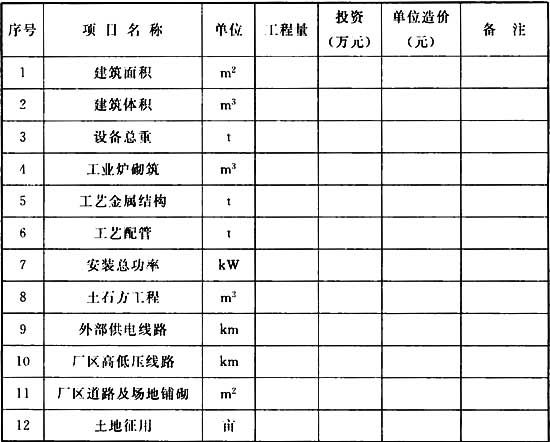 序号 项目名称 单位 工程量 投资（万元） 单位造价（元） 备注
1 建筑面积 m²
2 建筑体积 m³
3 设备总重 t
4 工业炉砌筑 m³
5 工艺金属结构 t
6 工艺配管 t
7 安装总功率 kW
8 土石方工程 m³
9 外部供电线路 km
10 厂区高低压线路 km
11 厂区道路及场地铺砌 m²
12 土地征用 亩